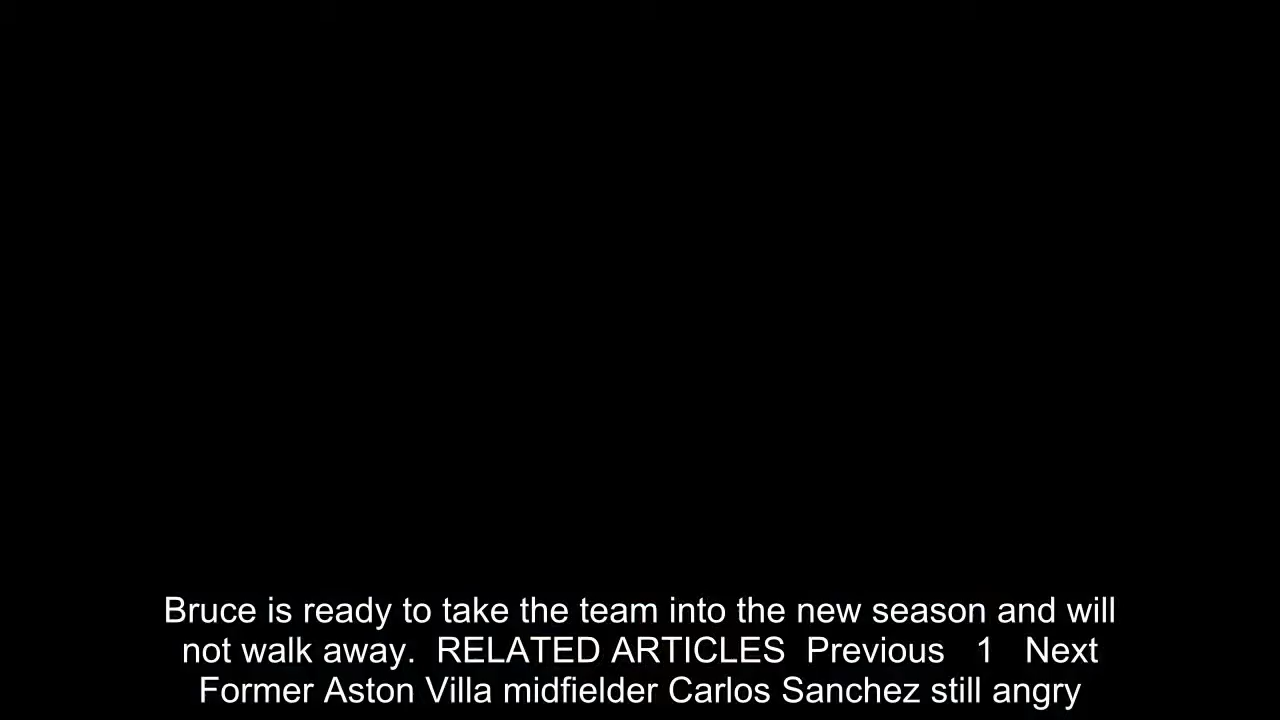 Bruce is ready to take the team into the new season and will
not walk away.  RELATED ARTICLES  Previous   1   Next
Former Aston Villa midfielder Carlos Sanchez still angry